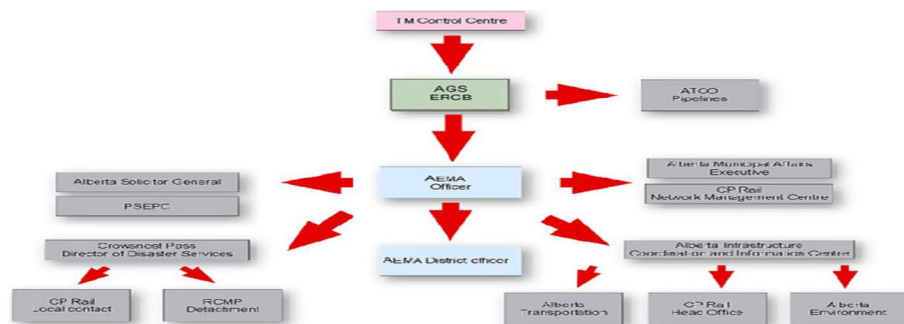 TM Control Centre
AGS
ERCB
ATCO
Pipelines
Alberta Solicitor General
PSEPC
AEMA
Officer
Alberta Municipal Affairs
Executive
CP Rail
Network Management Centre
Crowsnest Pass
Director of Disaster Services
AEMA District officer
Alberta Infrastructure
Coordination and Information Centre
CP Rail
Local contact
RCMP
Detachment
Alberta
Transportation
CP Rail
Head Office
Alberta
Environment